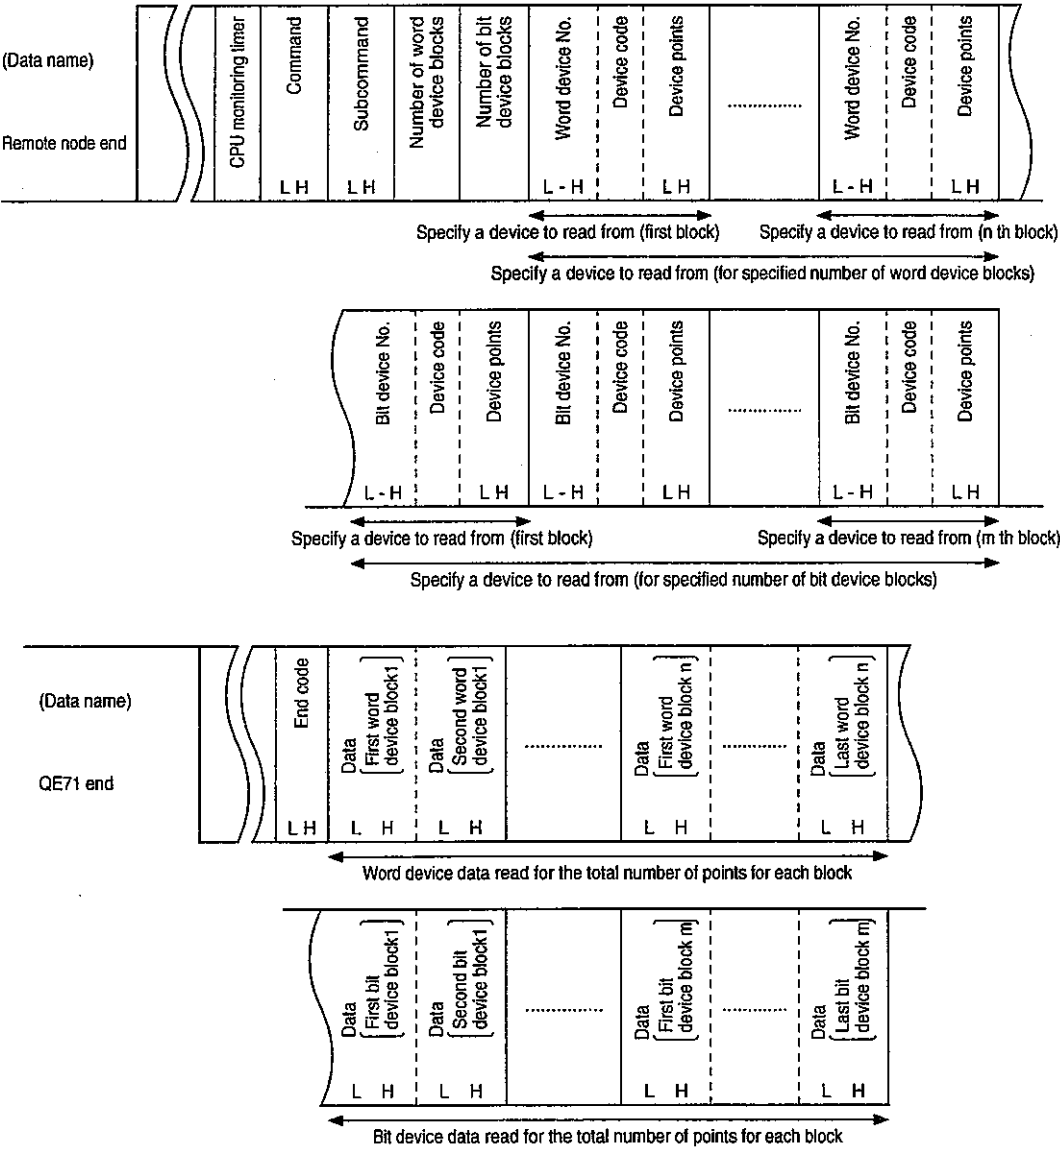 (Data name)
Remote node end
CPU monitoring timer
Command
L H
Subcommand
L H
Number of word
device blocks
Number of bit
device blocks
Word device No.
L - H
Device code
Device points
L H
Word device No.
L - H
Device code
Device points
L H
Specify a device to read from (first block)
Specify a device to read from (n th block)
Specify a device to read from (for specified number of word device blocks)
Bit device No.
L - H
Device code
Device points
L H
Bit device No.
L - H
Device code
Device points
L H
Bit device No.
L - H
Device code
Device points
L H
Specify a device to read from (first block)
Specify a device to read from (m th block)
Specify a device to read from (for specified number of bit device blocks)
(Data name)
QE71 end
End code
L H
Data
First word
device block1
L H
Data
Second word
device block1
L H
Data
First word
device block n
L H
Data
Last word
device block n
L H
Word device data read for the total number of points for each block
Data
First bit
device block1
L H
Data
Second bit
device block1
L H
Data
First bit
device block m
L H
Data
Last bit
device block m
L H
Bit device data read for the total number of points for each block